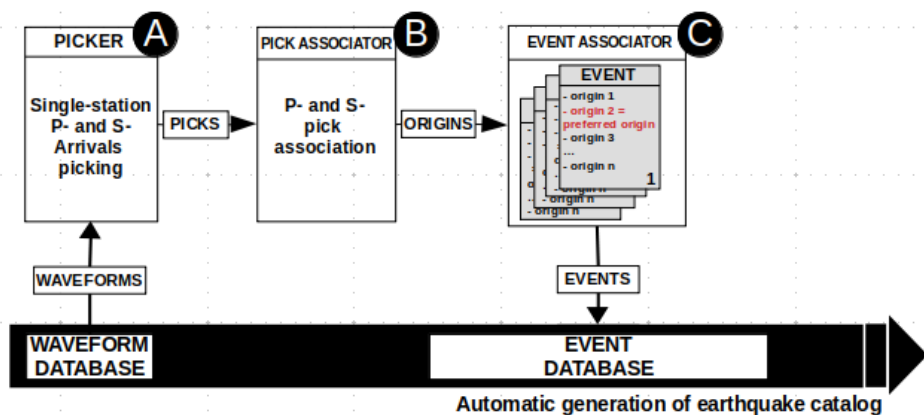 PICKER
A
Single-station
P- and S-
Arrivals
picking
PICKS
PICK ASSOCIATOR
B
P- and S-
pick
association
ORIGINS
EVENT ASSOCIATOR
C
EVENT
- origin 1
- origin 2 =
preferred origin
- origin 3
...
- origin n
1
- origin n
- origin n
- origin n
WAVEFORMS
EVENTS
WAVEFORM
DATABASE
EVENT
DATABASE
Automatic generation of earthquake catalog